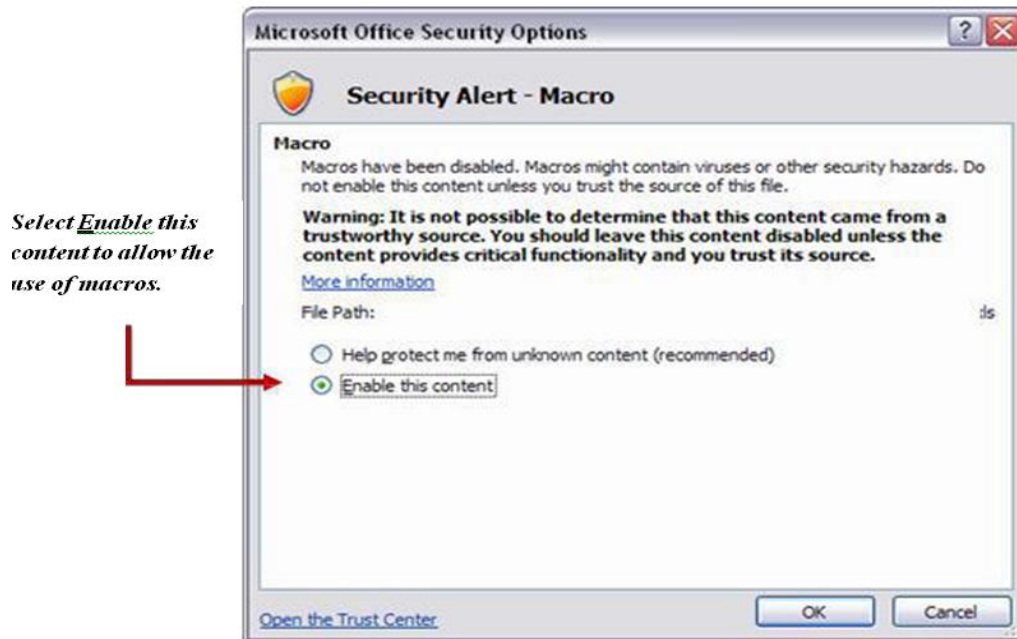 Microsoft Office Security Options
Security Alert - Macro
Macro
Macros have been disabled. Macros might contain viruses or other security hazards. Do
not enable this content unless you trust the source of this file.
Warning: It is not possible to determine that this content came from a
trustworthy source. You should leave this content disabled unless the
content provides critical functionality and you trust its source.
More information
File Path:
Help protect me from unknown content (recommended)
Enable this content
Select Enable this
content to allow the
use of macros.
Open the Trust Center
OK
Cancel